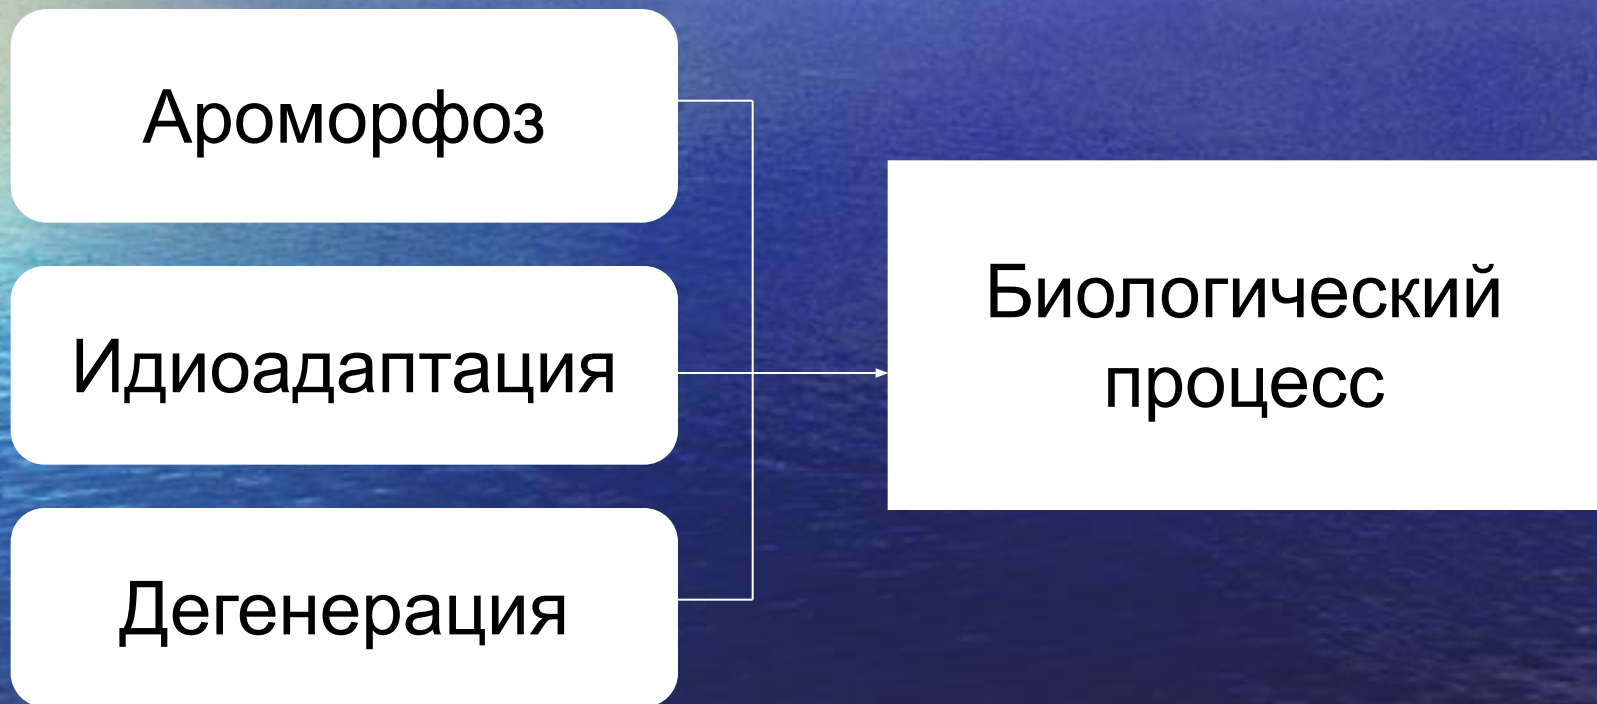 Ароморфоз
Идиоадаптация
Дегенерация
Биологический
процесс